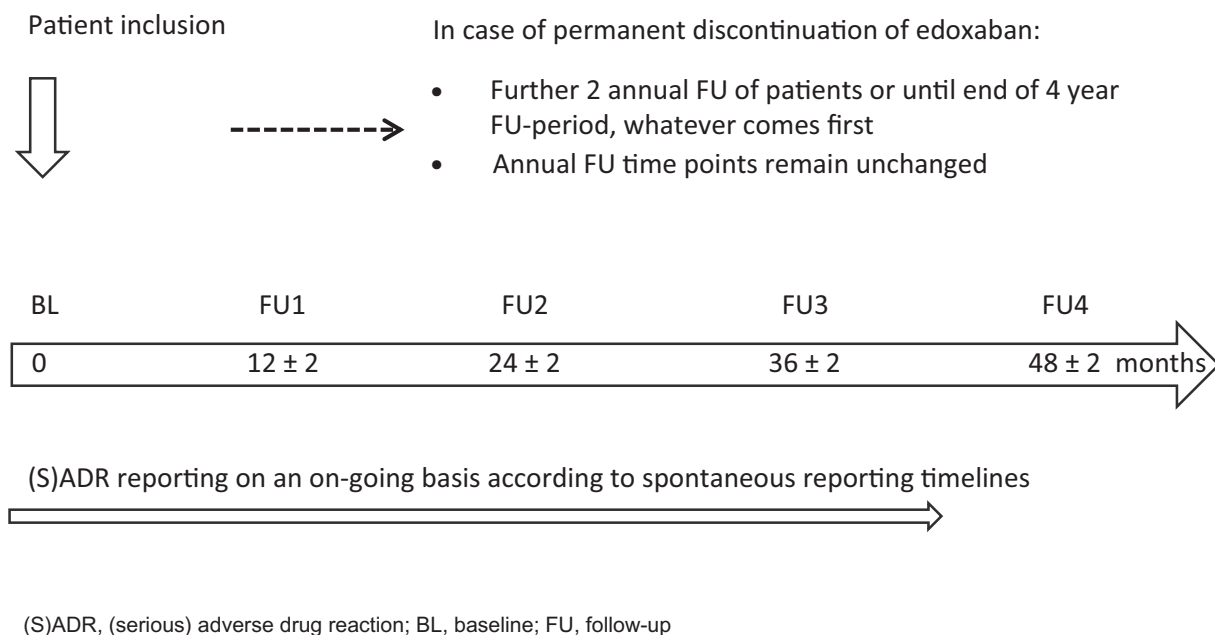 Patient inclusion
In case of permanent discontinuation of edoxaban:
• Further 2 annual FU of patients or until end of 4 year
FU-period, whatever comes first
• Annual FU time points remain unchanged
BL FU1 FU2 FU3 FU4
0 12 ± 2 24 ± 2 36 ± 2 48 ± 2 months
(S)ADR reporting on an on-going basis according to spontaneous reporting timelines
(S)ADR, (serious) adverse drug reaction; BL, baseline; FU, follow-up